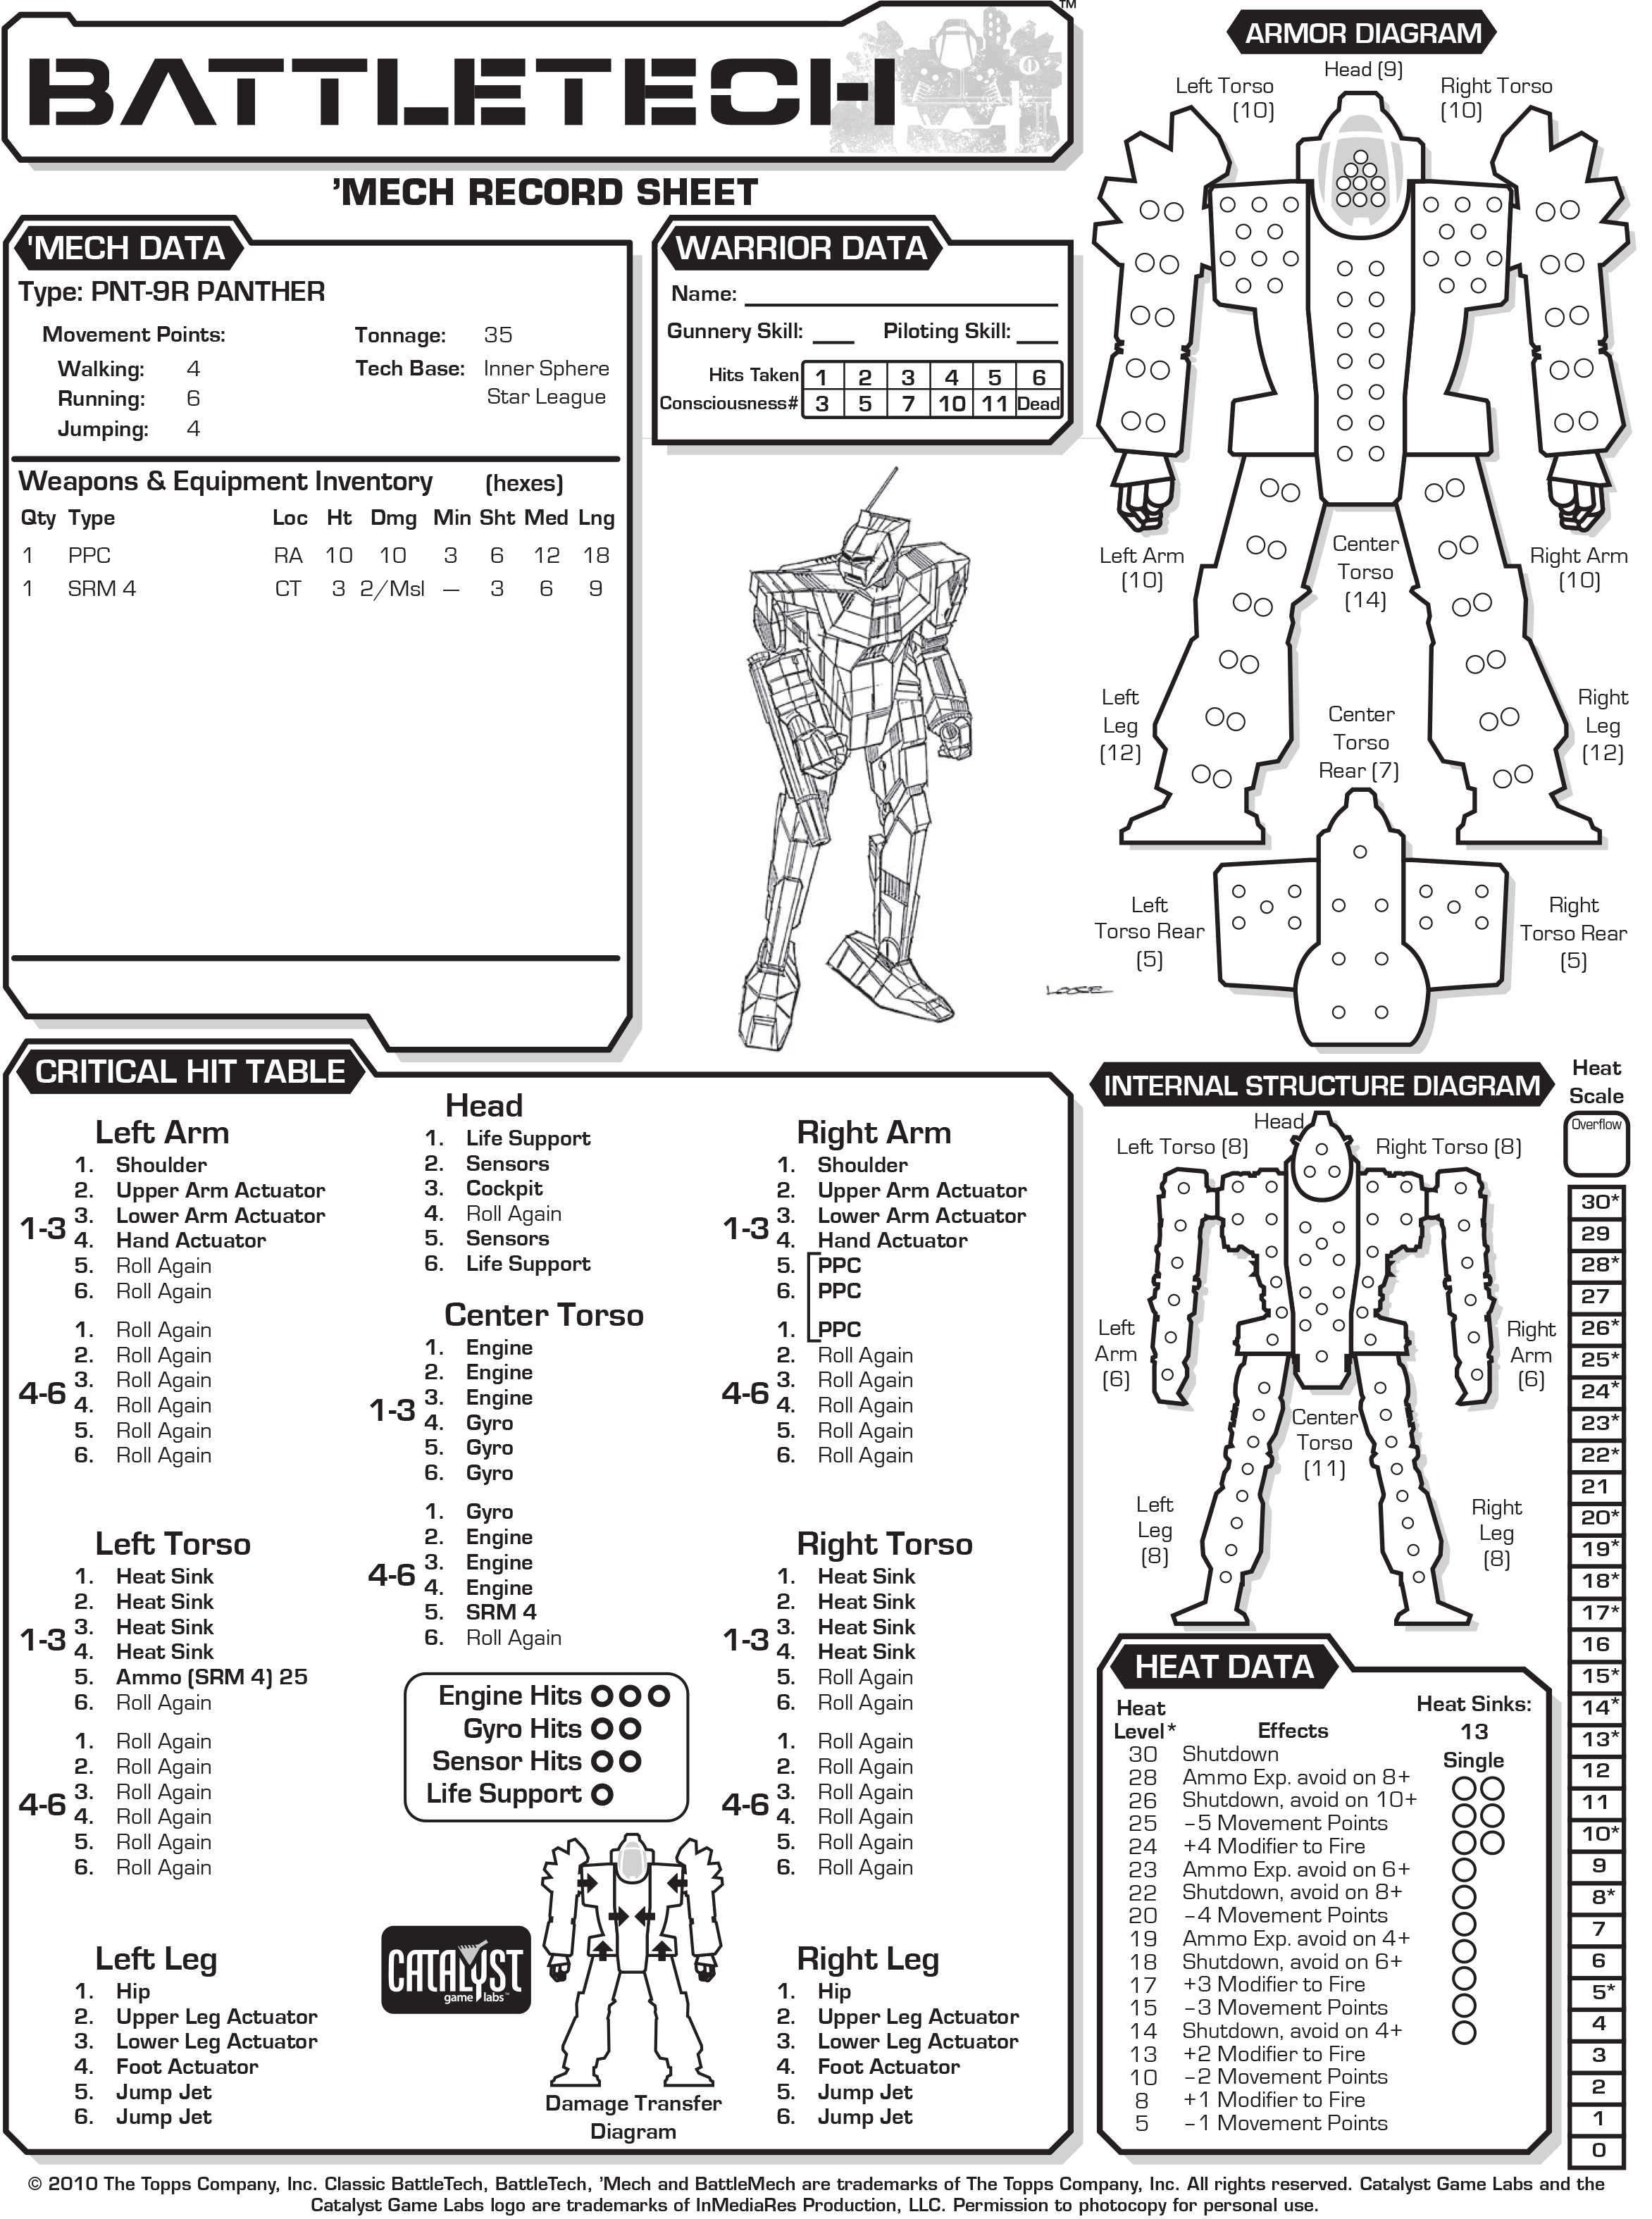 BATTLETECH
TM
'MECH RECORD SHEET
'MECH DATA
Type: PNT-9R PANTHER
Movement Points:
Walking: 4
Running: 6
Jumping: 4
Tonnage: 35
Tech Base: Inner Sphere
Star League
Weapons & Equipment Inventory (hexes)
Qty Type Loc Ht Dmg Min Sht Med Lng
1 PPC RA 10 10 3 6 12 18
1 SRM 4 CT 3 2/Msl — 3 6 9
WARRIOR DATA
Name:
Gunnery Skill: Piloting Skill:
Hits Taken 1 2 3 4 5 6
Consciousness# 3 5 7 10 11 Dead
LOOSE
ARMOR DIAGRAM
Head (9)
Left Torso
(10)
Right Torso
(10)
Left Arm
(10)
Center
Torso
(14)
Right Arm
(10)
Left
Leg
(12)
Center
Torso
Rear (7)
Right
Leg
(12)
Left
Torso Rear
(5)
Right
Torso Rear
(5)
CRITICAL HIT TABLE
Left Arm
1-3
1. Shoulder
2. Upper Arm Actuator
3. Lower Arm Actuator
4. Hand Actuator
5. Roll Again
6. Roll Again
4-6
1. Roll Again
2. Roll Again
3. Roll Again
4. Roll Again
5. Roll Again
6. Roll Again
Left Torso
1-3
1. Heat Sink
2. Heat Sink
3. Heat Sink
4. Heat Sink
5. Ammo (SRM 4) 25
6. Roll Again
4-6
1. Roll Again
2. Roll Again
3. Roll Again
4. Roll Again
5. Roll Again
6. Roll Again
Left Leg
1. Hip
2. Upper Leg Actuator
3. Lower Leg Actuator
4. Foot Actuator
5. Jump Jet
6. Jump Jet
Head
1. Life Support
2. Sensors
3. Cockpit
4. Roll Again
5. Sensors
6. Life Support
Center Torso
1-3
1. Engine
2. Engine
3. Engine
4. Gyro
5. Gyro
6. Gyro
4-6
1. Gyro
2. Engine
3. Engine
4. Engine
5. SRM 4
6. Roll Again
Engine Hits
Gyro Hits
Sensor Hits
Life Support
CATALYST
game labs™
Damage Transfer
Diagram
Right Arm
1-3
1. Shoulder
2. Upper Arm Actuator
3. Lower Arm Actuator
4. Hand Actuator
5. PPC
6. PPC
4-6
1. PPC
2. Roll Again
3. Roll Again
4. Roll Again
5. Roll Again
6. Roll Again
Right Torso
1-3
1. Heat Sink
2. Heat Sink
3. Heat Sink
4. Heat Sink
5. Roll Again
6. Roll Again
4-6
1. Roll Again
2. Roll Again
3. Roll Again
4. Roll Again
5. Roll Again
6. Roll Again
Right Leg
1. Hip
2. Upper Leg Actuator
3. Lower Leg Actuator
4. Foot Actuator
5. Jump Jet
6. Jump Jet
INTERNAL STRUCTURE DIAGRAM
Head
Left Torso (8)
Right Torso (8)
Left
Arm
(6)
Right
Arm
(6)
Center
Torso
(11)
Left
Leg
(8)
Right
Leg
(8)
HEAT DATA
Heat
Level* Effects
30 Shutdown
28 Ammo Exp. avoid on 8+
26 Shutdown, avoid on 10+
25 –5 Movement Points
24 +4 Modifier to Fire
23 Ammo Exp. avoid on 6+
22 Shutdown, avoid on 8+
20 –4 Movement Points
19 Ammo Exp. avoid on 4+
18 Shutdown, avoid on 6+
17 +3 Modifier to Fire
15 –3 Movement Points
14 Shutdown, avoid on 4+
13 +2 Modifier to Fire
10 –2 Movement Points
8 +1 Modifier to Fire
5 –1 Movement Points
Heat Sinks:
13
Single
Heat
Scale
Overflow
30*
29
28*
27
26*
25*
24*
23*
22*
21
20*
19*
18*
17*
16
15*
14*
13*
12
11
10*
9
8*
7
6
5*
4
3
2
1
0
© 2010 The Topps Company, Inc. Classic BattleTech, BattleTech, 'Mech and BattleMech are trademarks of The Topps Company, Inc. All rights reserved. Catalyst Game Labs and the
Catalyst Game Labs logo are trademarks of InMediaRes Production, LLC. Permission to photocopy for personal use.